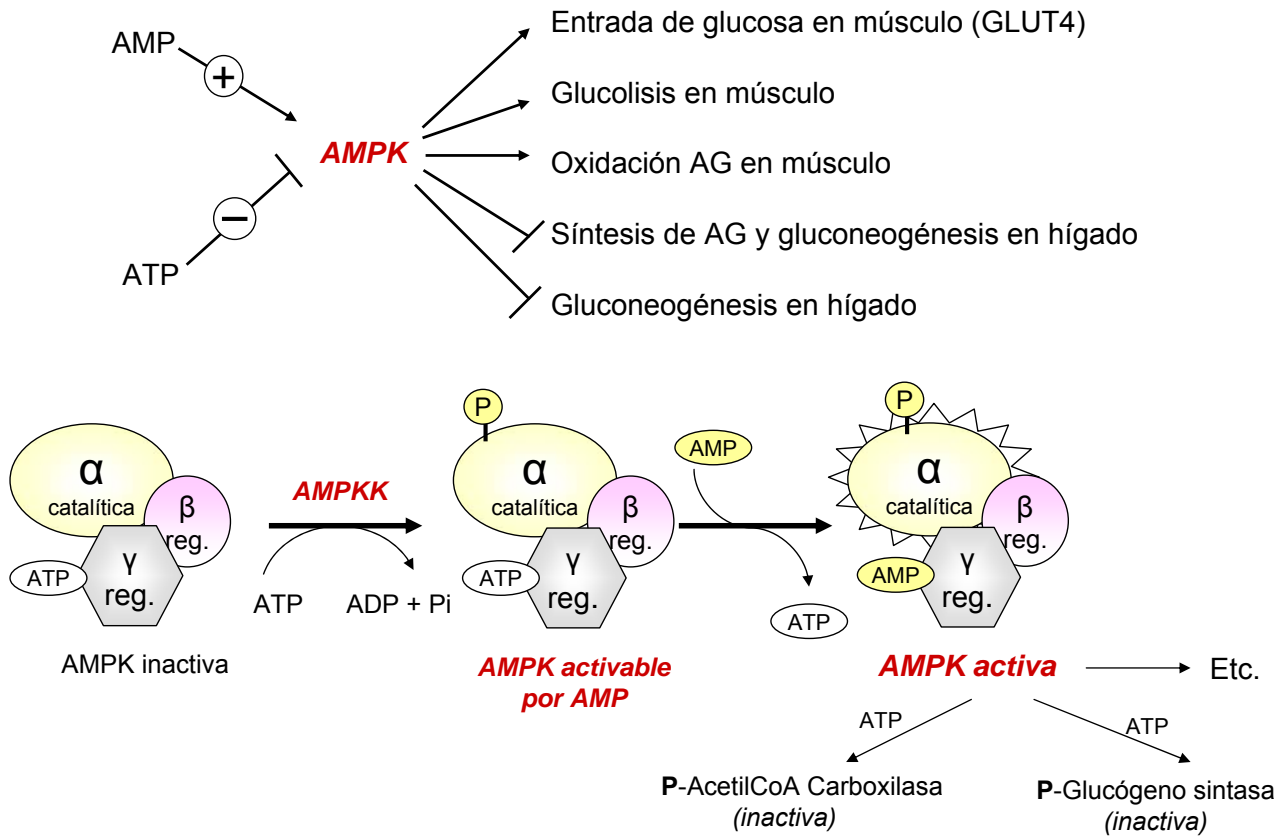 Entrada de glucosa en músculo (GLUT4)
AMP
+
Glucolisis en músculo
AMPK
Oxidación AG en músculo
−
Síntesis de AG y gluconeogénesis en hígado
ATP
Gluconeogénesis en hígado
P
P
AMP
α
catalítica
AMPKK
α
catalítica
α
catalítica
β
reg.
β
reg.
β
reg.
γ
reg.
ATP
γ
reg.
ATP
γ
reg.
AMP
ATP
ADP + Pi
ATP
AMPK inactiva
AMPK activable
por AMP
AMPK activa
Etc.
ATP
ATP
P-AcetilCoA Carboxilasa
(inactiva)
P-Glucógeno sintasa
(inactiva)